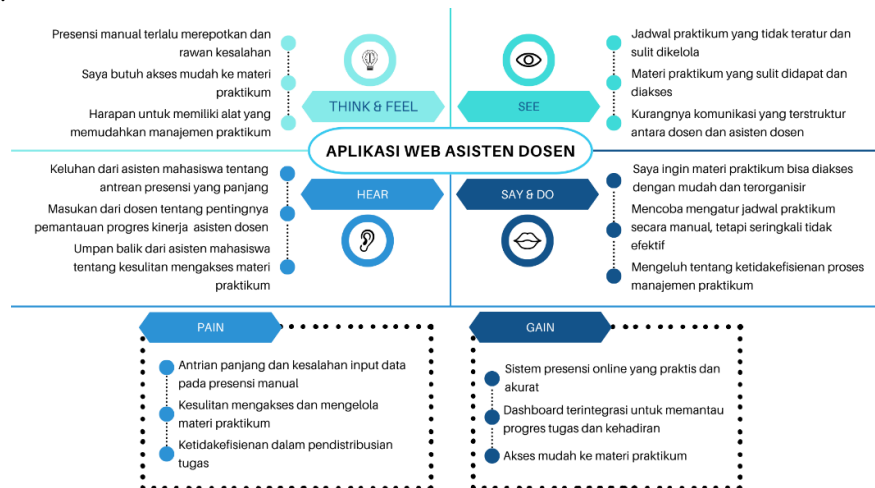 Presensi manual terlalu merepotkan dan
rawan kesalahan
Saya butuh akses mudah ke materi
praktikum
Harapan untuk memiliki alat yang
memudahkan manajemen praktikum
THINK & FEEL
SEE
Jadwal praktikum yang tidak teratur dan
sulit dikelola
Materi praktikum yang sulit didapat dan
diakses
Kurangnya komunikasi yang terstruktur
antara dosen dan asisten dosen
APLIKASI WEB ASISTEN DOSEN
Keluhan dari asisten mahasiswa tentang
antrean presensi yang panjang
Masukan dari dosen tentang pentingnya
pemantauan progres kinerja asisten dosen
Umpan balik dari asisten mahasiswa
tentang kesulitan mengakses materi
praktikum
HEAR
SAY & DO
Saya ingin materi praktikum bisa diakses
dengan mudah dan terorganisir
Mencoba mengatur jadwal praktikum
secara manual, tetapi seringkali tidak
efektif
Mengeluh tentang ketidakefisienan proses
manajemen praktikum
PAIN
Antrian panjang dan kesalahan input data
pada presensi manual
Kesulitan mengakses dan mengelola
materi praktikum
Ketidakefisienan dalam pendistribusian
tugas
GAIN
Sistem presensi online yang praktis dan
akurat
Dashboard terintegrasi untuk memantau
progres tugas dan kehadiran
Akses mudah ke materi praktikum